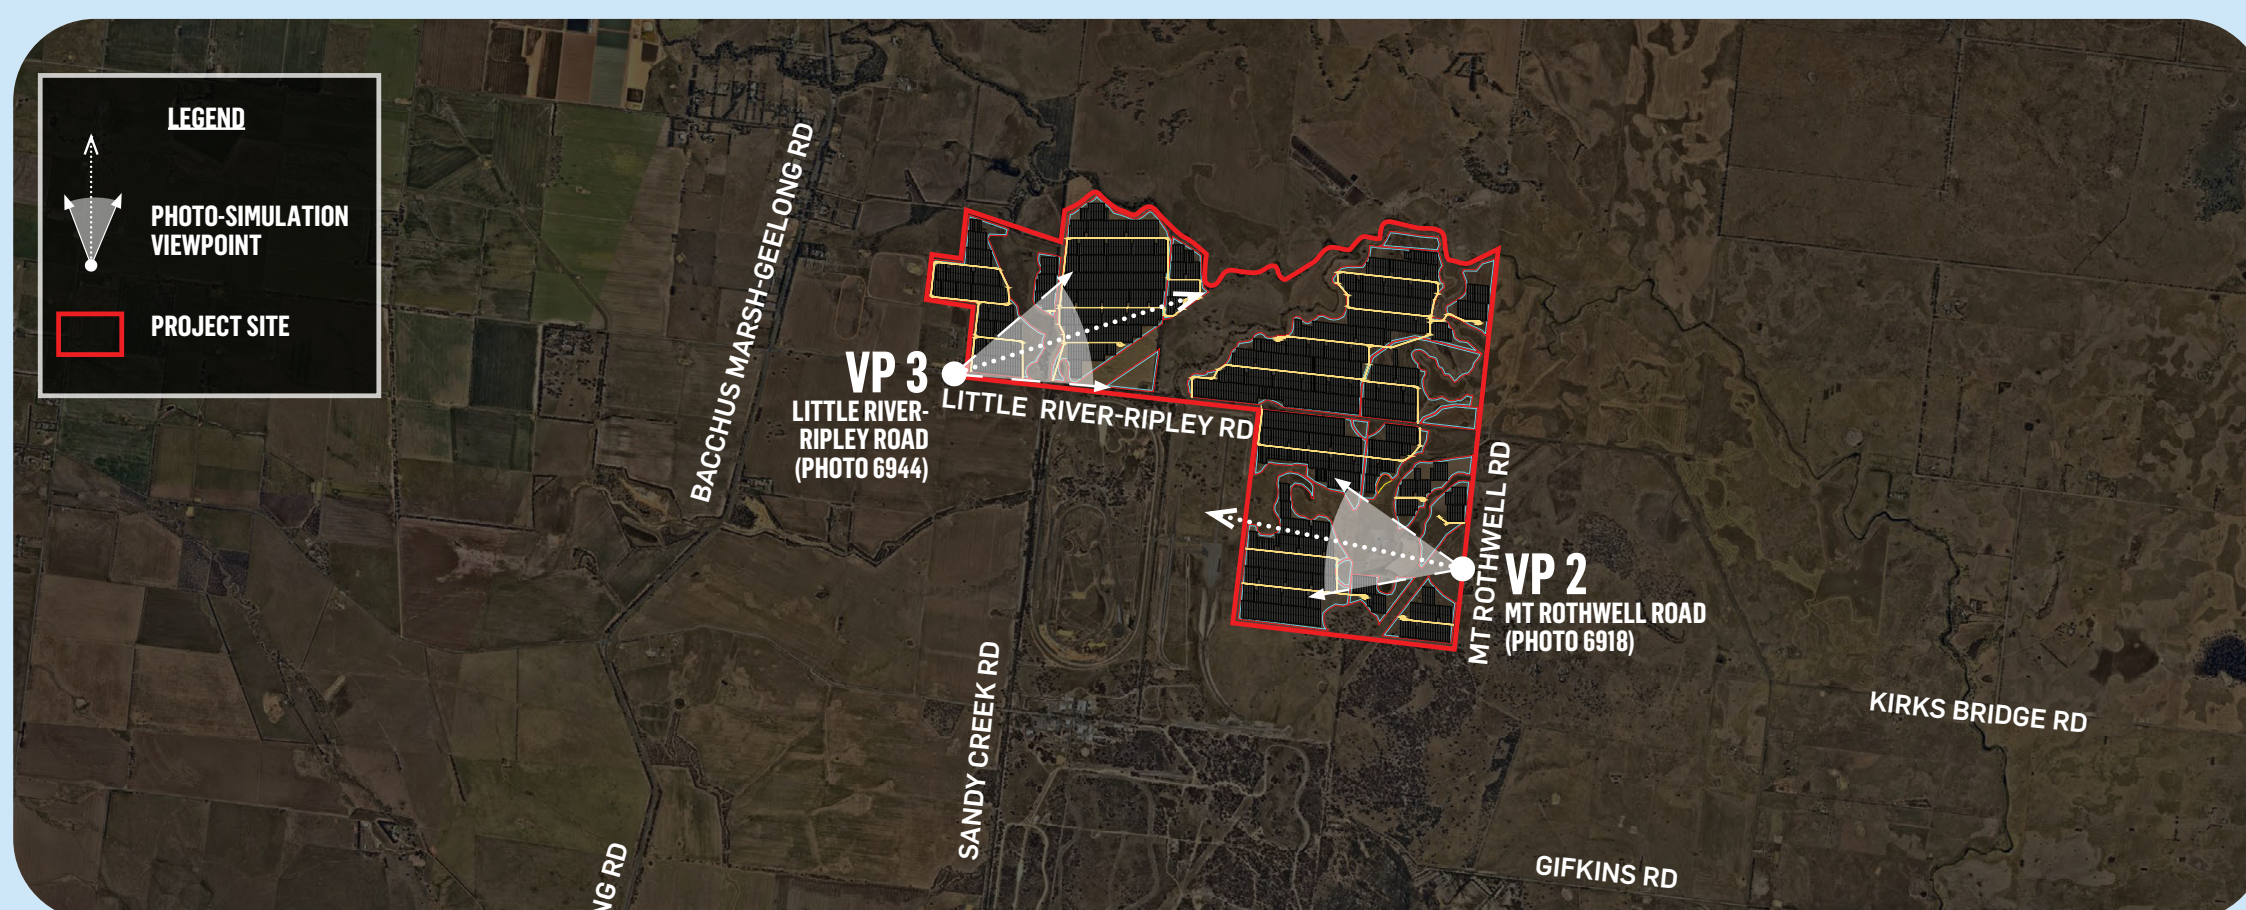 LEGEND
PHOTO-SIMULATION
VIEWPOINT
PROJECT SITE
BACCHUS MARSH-GEELONG RD
VP 3
LITTLE RIVER-
RIPLEY ROAD
(PHOTO 6944)
LITTLE RIVER-RIPLEY RD
MT ROTHWELL RD
VP 2
MT ROTHWELL ROAD
(PHOTO 6918)
SANDY CREEK RD
KIRKS BRIDGE RD
GIFKINS RD
NG RD